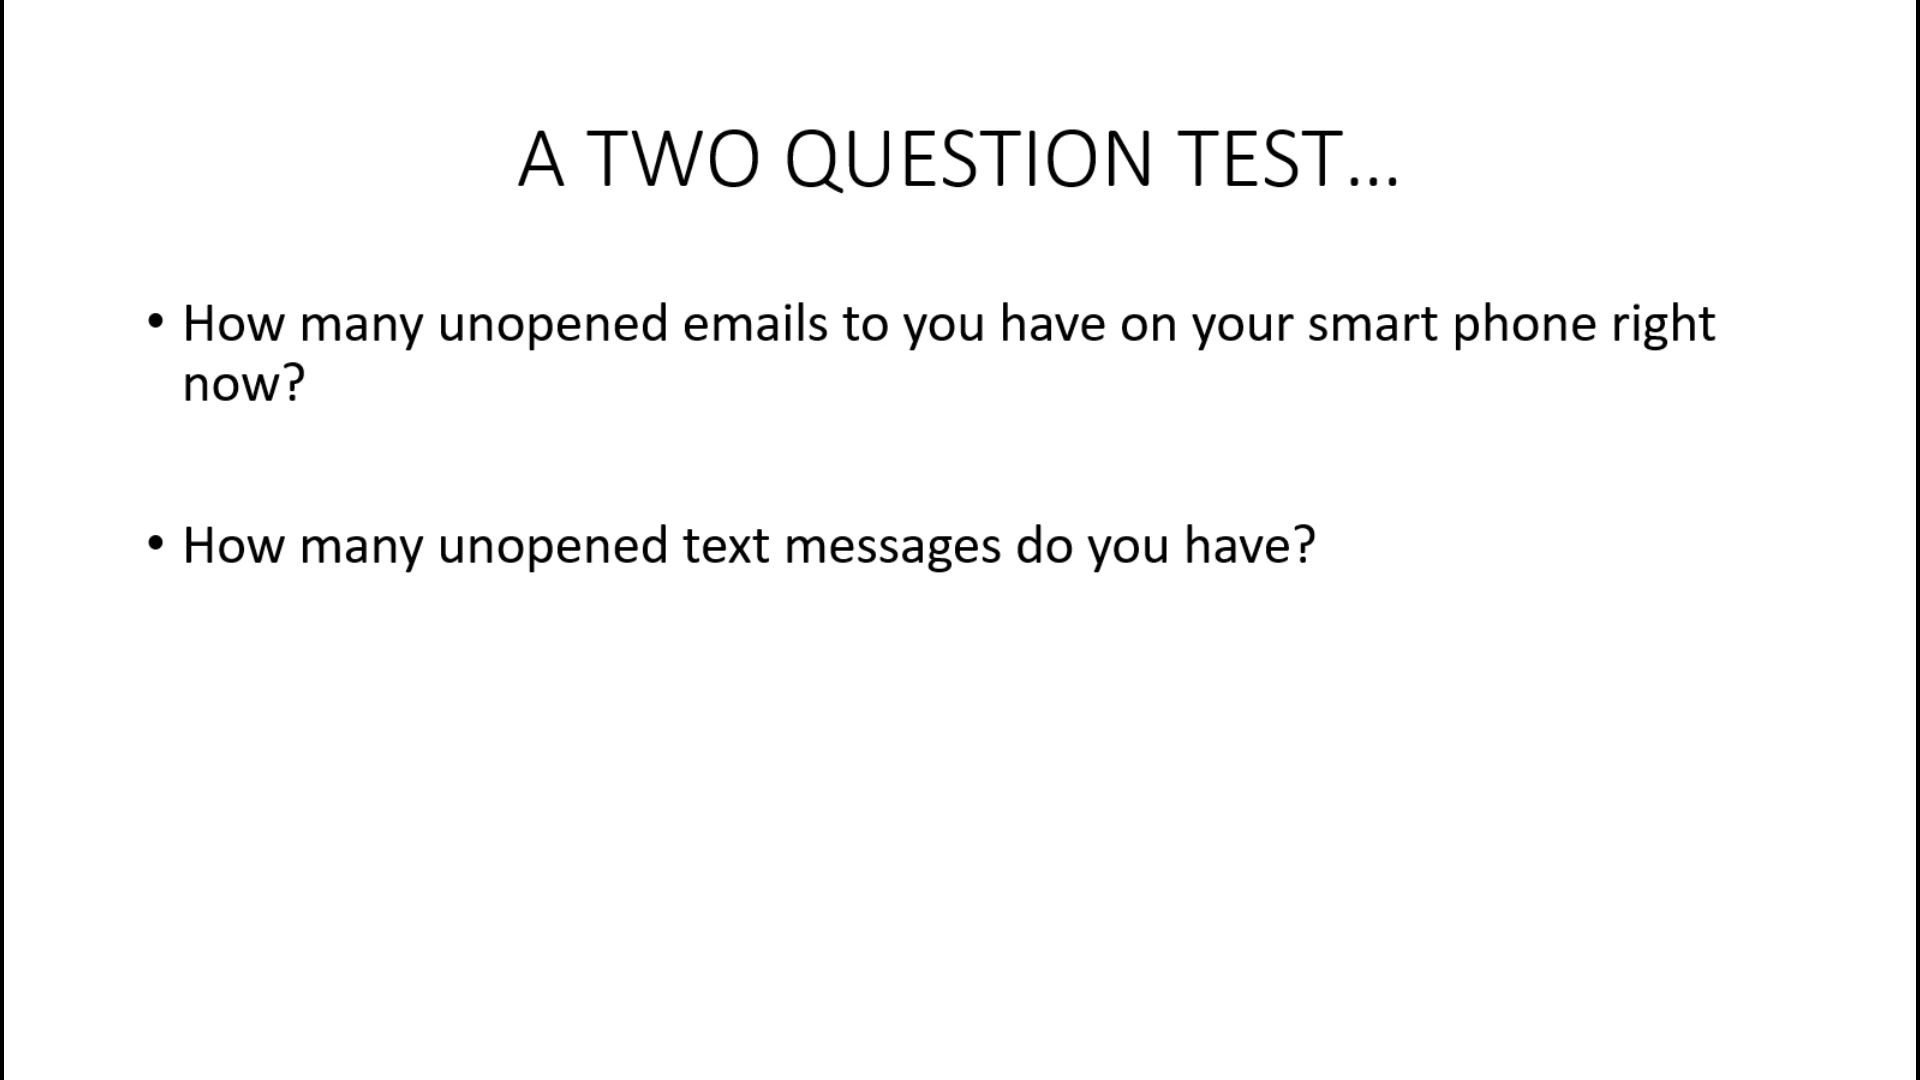 A TWO QUESTION TEST...
• How many unopened emails to you have on your smart phone right
now?
• How many unopened text messages do you have?